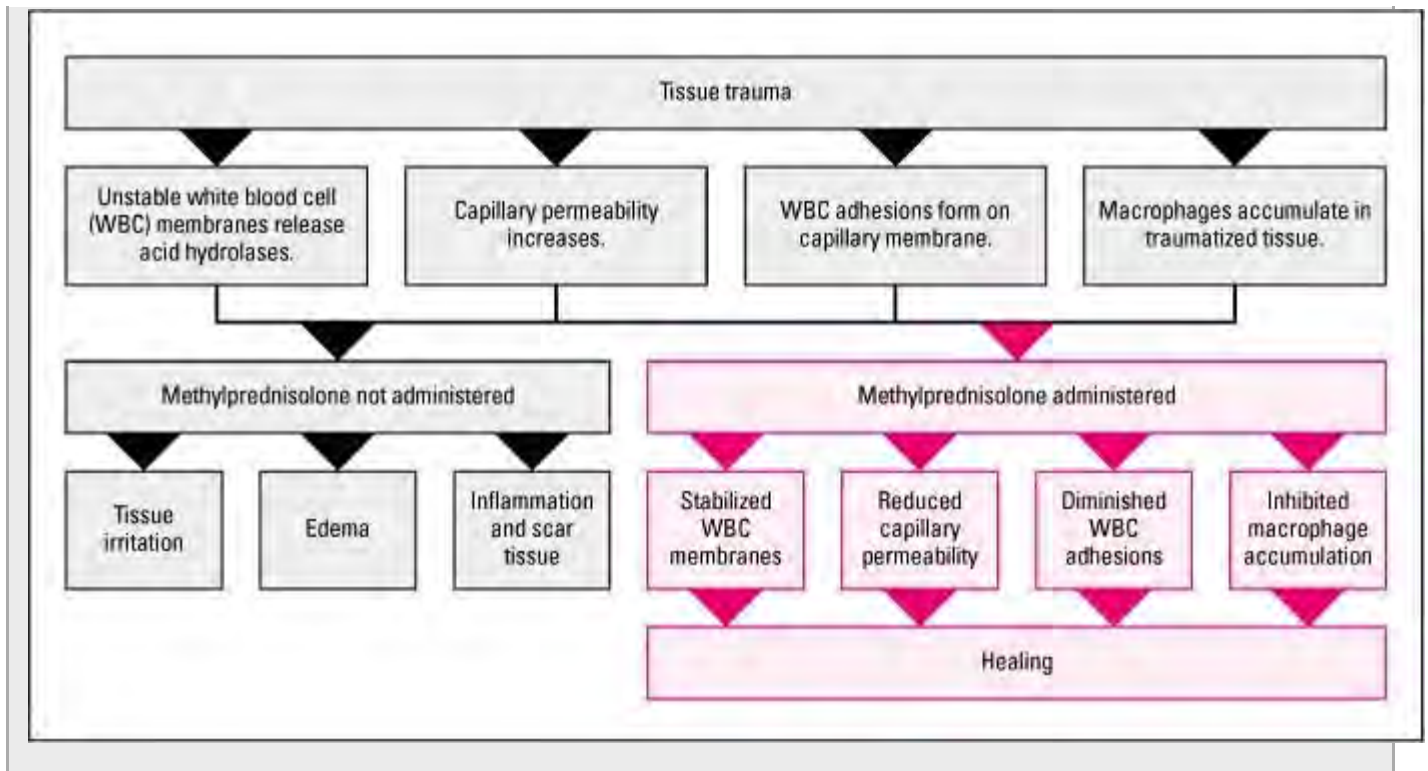 Tissue trauma
Unstable white blood cell
(WBC) membranes release
acid hydrolases.
Capillary permeability
increases.
WBC adhesions form on
capillary membrane.
Macrophages accumulate in
traumatized tissue.
Methylprednisolone not administered
Methylprednisolone administered
Tissue
irritation
Edema
Inflammation
and scar
tissue
Stabilized
WBC
membranes
Reduced
capillary
permeability
Diminished
WBC
adhesions
Inhibited
macrophage
accumulation
Healing